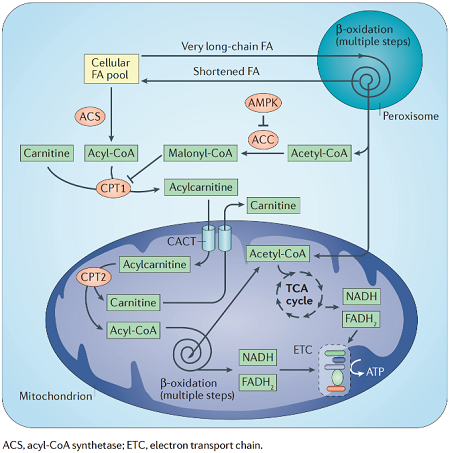 Very long-chain FA
β-oxidation
(multiple steps)
Cellular
FA pool
Shortened FA
Peroxisome
ACS
AMPK
ACC
Carnitine
Acyl-CoA
Malonyl-CoA
Acetyl-CoA
CPT1
Acylcarnitine
Carnitine
CACT
Acylcarnitine
Acetyl-CoA
CPT2
TCA
cycle
Carnitine
NADH
FADH₂
Acyl-CoA
ETC
NADH
FADH₂
ATP
β-oxidation
(multiple steps)
Mitochondrion
ACS, acyl-CoA synthetase; ETC, electron transport chain.